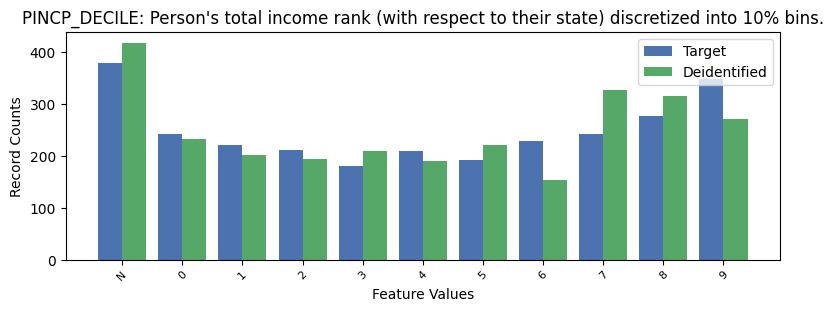 PINCP_DECILE: Person's total income rank (with respect to their state) discretized into 10% bins.
400
300
200
100
0
Record Counts
Target
Deidentified
N 0 1 2 3 4 5 6 7 8 9
Feature Values